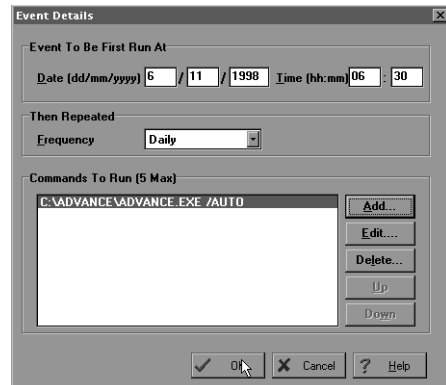 Event Details
Event To Be First Run At
Date (dd/mm/yyyy) 6 / 11 / 1998 Time (hh:mm) 06 : 30
Then Repeated
Frequency Daily
Commands To Run (5 Max)
C:\ADVANCE\ADVANCE.EXE /AUTO
Add...
Edit....
Delete...
Up
Down
OK Cancel ? Help